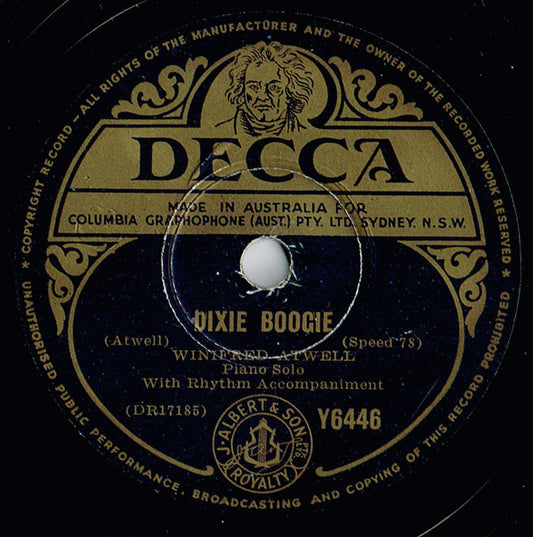 ★ COPYRIGHT RECORD — ALL RIGHTS OF THE MANUFACTURER AND THE OWNER OF THE RECORDED WORK RESERVED ★
DECCA
MADE IN AUSTRALIA FOR
COLUMBIA GRAPHOPHONE (AUST.) PTY. LTD. SYDNEY. N.S.W.
DIXIE BOOGIE
(Atwell) (Speed 78)
WINIFRED ATWELL
Piano Solo
With Rhythm Accompaniment
(DR17185) Y6446
J. ALBERT & SON PTY. LTD.
ROYALTY
UNAUTHORISED PUBLIC PERFORMANCE, BROADCASTING AND COPYING OF THIS RECORD PROHIBITED